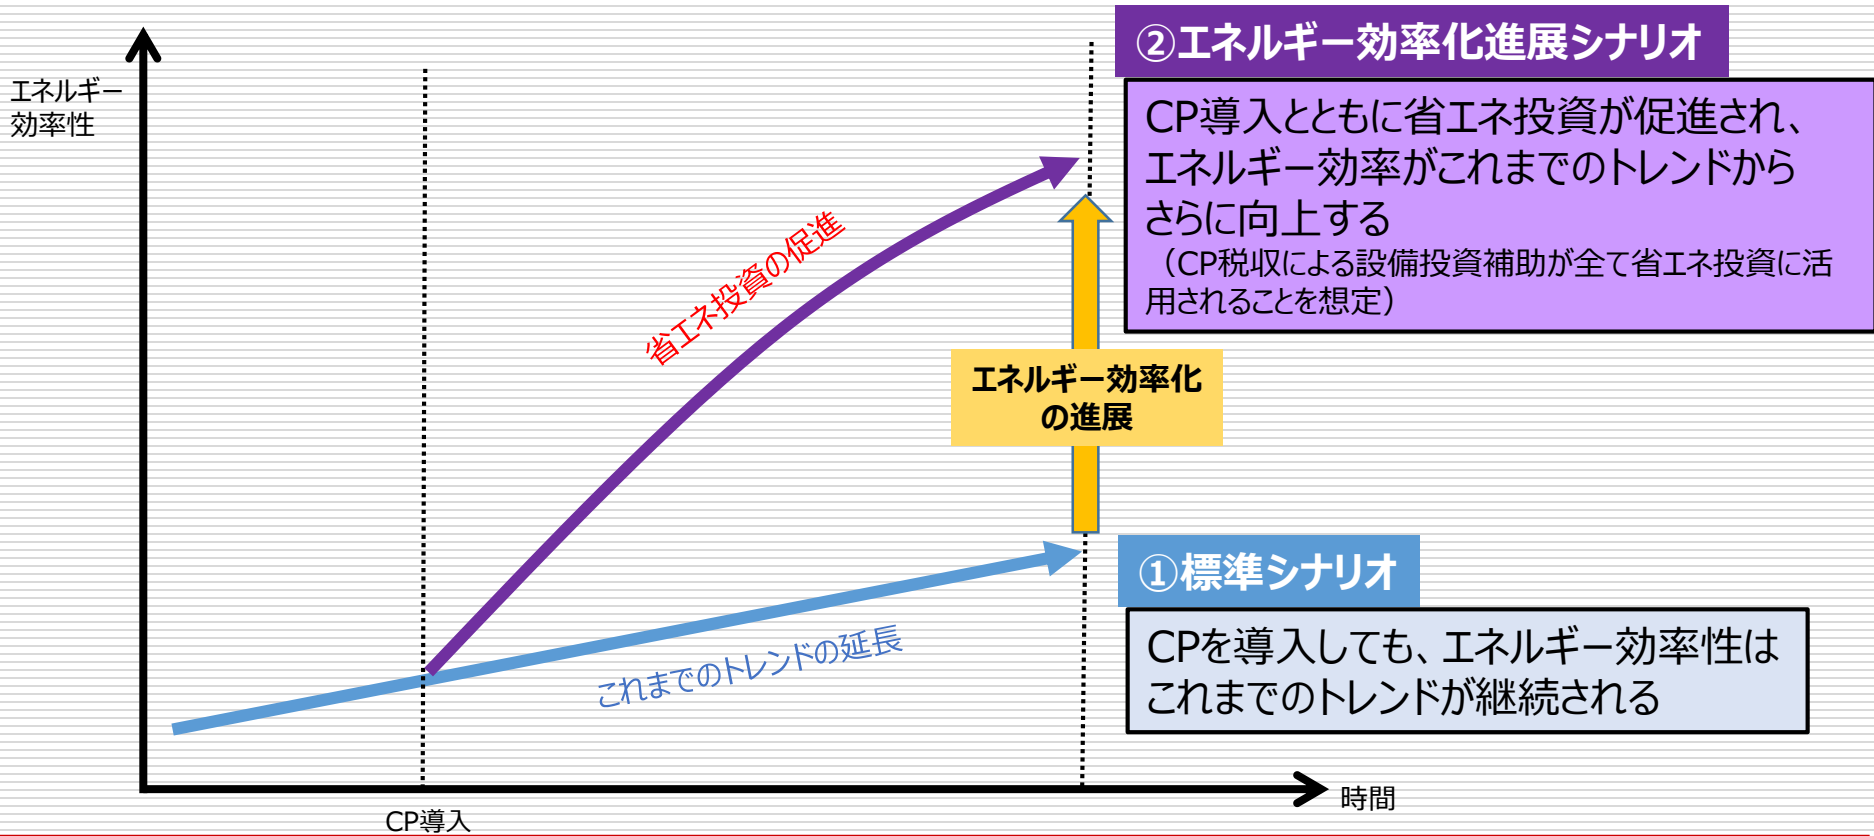 エネルギー
効率性
②エネルギー効率化進展シナリオ
CP導入とともに省エネ投資が促進され、
エネルギー効率がこれまでのトレンドから
さらに向上する
（CP税収による設備投資補助が全て省エネ投資に活
用されることを想定）
省エネ投資の促進
エネルギー効率化
の進展
①標準シナリオ
CPを導入しても、エネルギー効率性は
これまでのトレンドが継続される
これまでのトレンドの延長
時間
CP導入